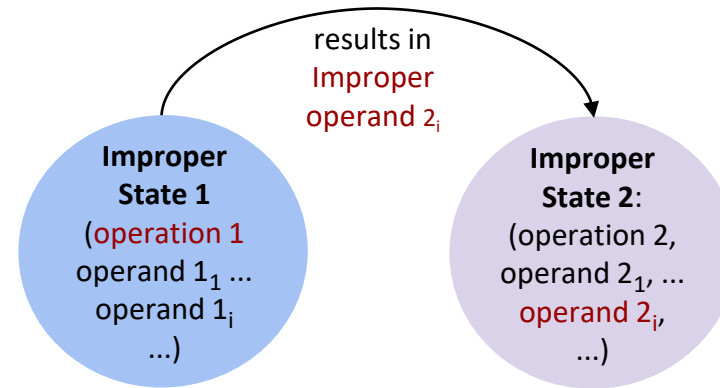 results in
Improper
operand 2ᵢ
Improper
State 1
(operation 1
operand 1₁ ...
operand 1ᵢ
...)
Improper
State 2:
(operation 2,
operand 2₁, ...
operand 2ᵢ,
...)